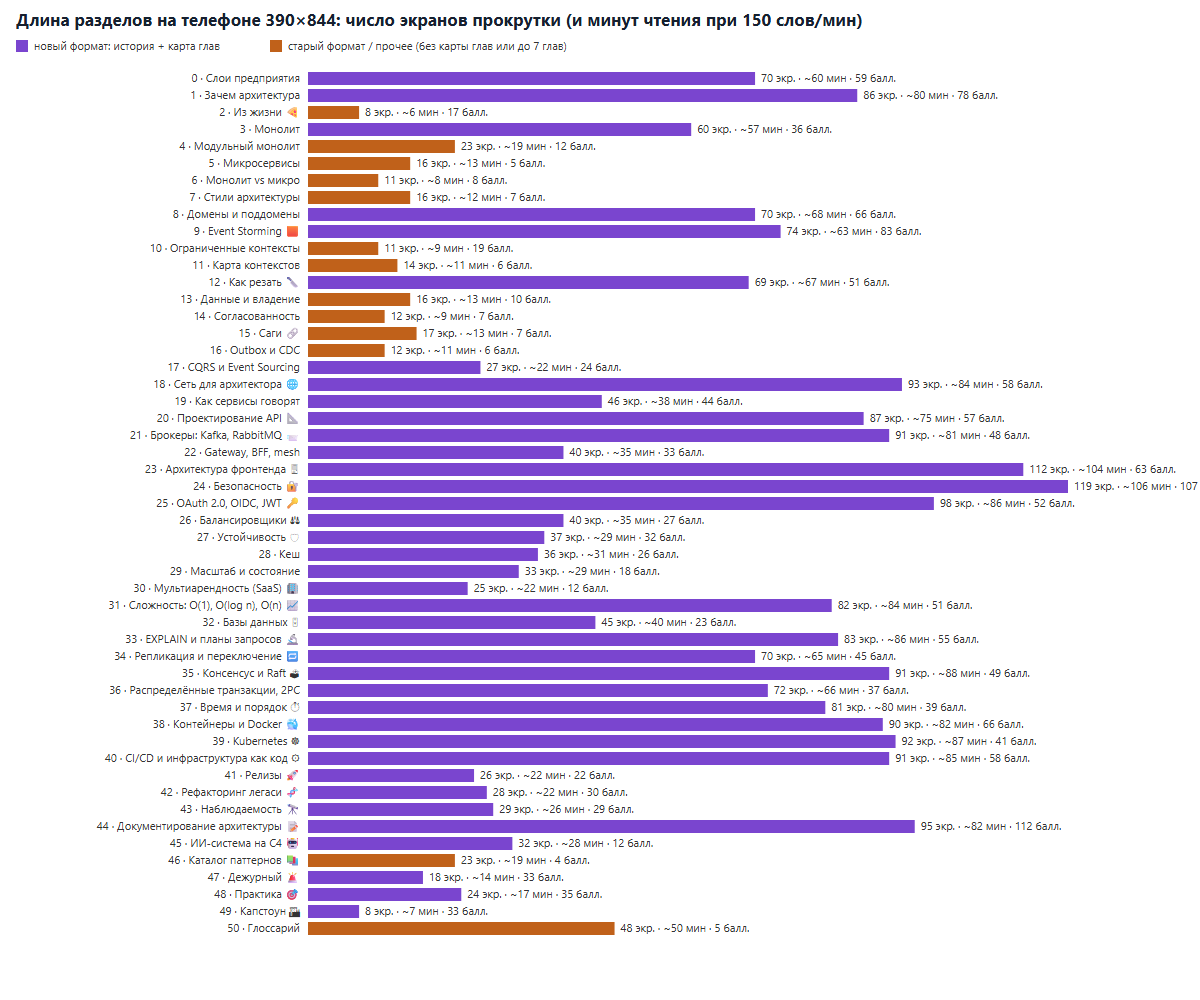 Длина разделов на телефоне 390×844: число экранов прокрутки (и минут чтения при 150 слов/мин)
новый формат: история + карта глав
старый формат / прочее (без карты глав или до 7 глав)
0 · Слои предприятия 70 экр. · ~60 мин · 59 балл.
1 · Зачем архитектура 86 экр. · ~80 мин · 78 балл.
2 · Из жизни 🍕 8 экр. · ~6 мин · 17 балл.
3 · Монолит 60 экр. · ~57 мин · 36 балл.
4 · Модульный монолит 23 экр. · ~19 мин · 12 балл.
5 · Микросервисы 16 экр. · ~13 мин · 5 балл.
6 · Монолит vs микро 11 экр. · ~8 мин · 8 балл.
7 · Стили архитектуры 16 экр. · ~12 мин · 7 балл.
8 · Домены и поддомены 70 экр. · ~68 мин · 66 балл.
9 · Event Storming 🟧 74 экр. · ~63 мин · 83 балл.
10 · Ограниченные контексты 11 экр. · ~9 мин · 19 балл.
11 · Карта контекстов 14 экр. · ~11 мин · 6 балл.
12 · Как резать 🔪 69 экр. · ~67 мин · 51 балл.
13 · Данные и владение 16 экр. · ~13 мин · 10 балл.
14 · Согласованность 12 экр. · ~9 мин · 7 балл.
15 · Саги 🔗 17 экр. · ~13 мин · 7 балл.
16 · Outbox и CDC 12 экр. · ~11 мин · 6 балл.
17 · CQRS и Event Sourcing 27 экр. · ~22 мин · 24 балл.
18 · Сеть для архитектора 🌐 93 экр. · ~84 мин · 58 балл.
19 · Как сервисы говорят 46 экр. · ~38 мин · 44 балл.
20 · Проектирование API 📐 87 экр. · ~75 мин · 57 балл.
21 · Брокеры: Kafka, RabbitMQ 📨 91 экр. · ~81 мин · 48 балл.
22 · Gateway, BFF, mesh 40 экр. · ~35 мин · 33 балл.
23 · Архитектура фронтенда 🖥 112 экр. · ~104 мин · 63 балл.
24 · Безопасность 🔐 119 экр. · ~106 мин · 107
25 · OAuth 2.0, OIDC, JWT 🔑 98 экр. · ~86 мин · 52 балл.
26 · Балансировщики ⚖ 40 экр. · ~35 мин · 27 балл.
27 · Устойчивость 🛡 37 экр. · ~29 мин · 32 балл.
28 · Кеш 36 экр. · ~31 мин · 26 балл.
29 · Масштаб и состояние 33 экр. · ~29 мин · 18 балл.
30 · Мультиарендность (SaaS) 🏢 25 экр. · ~22 мин · 12 балл.
31 · Сложность: O(1), O(log n), O(n) 📈 82 экр. · ~84 мин · 51 балл.
32 · Базы данных 🗄 45 экр. · ~40 мин · 23 балл.
33 · EXPLAIN и планы запросов 🔬 83 экр. · ~86 мин · 55 балл.
34 · Репликация и переключение 🔁 70 экр. · ~65 мин · 45 балл.
35 · Консенсус и Raft 🗳 91 экр. · ~88 мин · 49 балл.
36 · Распределённые транзакции, 2PC 72 экр. · ~66 мин · 37 балл.
37 · Время и порядок ⏱ 81 экр. · ~80 мин · 39 балл.
38 · Контейнеры и Docker 🐳 90 экр. · ~82 мин · 66 балл.
39 · Kubernetes ☸ 92 экр. · ~87 мин · 41 балл.
40 · CI/CD и инфраструктура как код ⚙ 91 экр. · ~85 мин · 58 балл.
41 · Релизы 🚀 26 экр. · ~22 мин · 22 балл.
42 · Рефакторинг легаси 🧬 28 экр. · ~22 мин · 30 балл.
43 · Наблюдаемость 🔭 29 экр. · ~26 мин · 29 балл.
44 · Документирование архитектуры 📝 95 экр. · ~82 мин · 112 балл.
45 · ИИ-система на C4 🤖 32 экр. · ~28 мин · 12 балл.
46 · Каталог паттернов 📚 23 экр. · ~19 мин · 4 балл.
47 · Дежурный 🚨 18 экр. · ~14 мин · 33 балл.
48 · Практика 🎯 24 экр. · ~17 мин · 35 балл.
49 · Капстоун 🏭 8 экр. · ~7 мин · 33 балл.
50 · Глоссарий 48 экр. · ~50 мин · 5 балл.